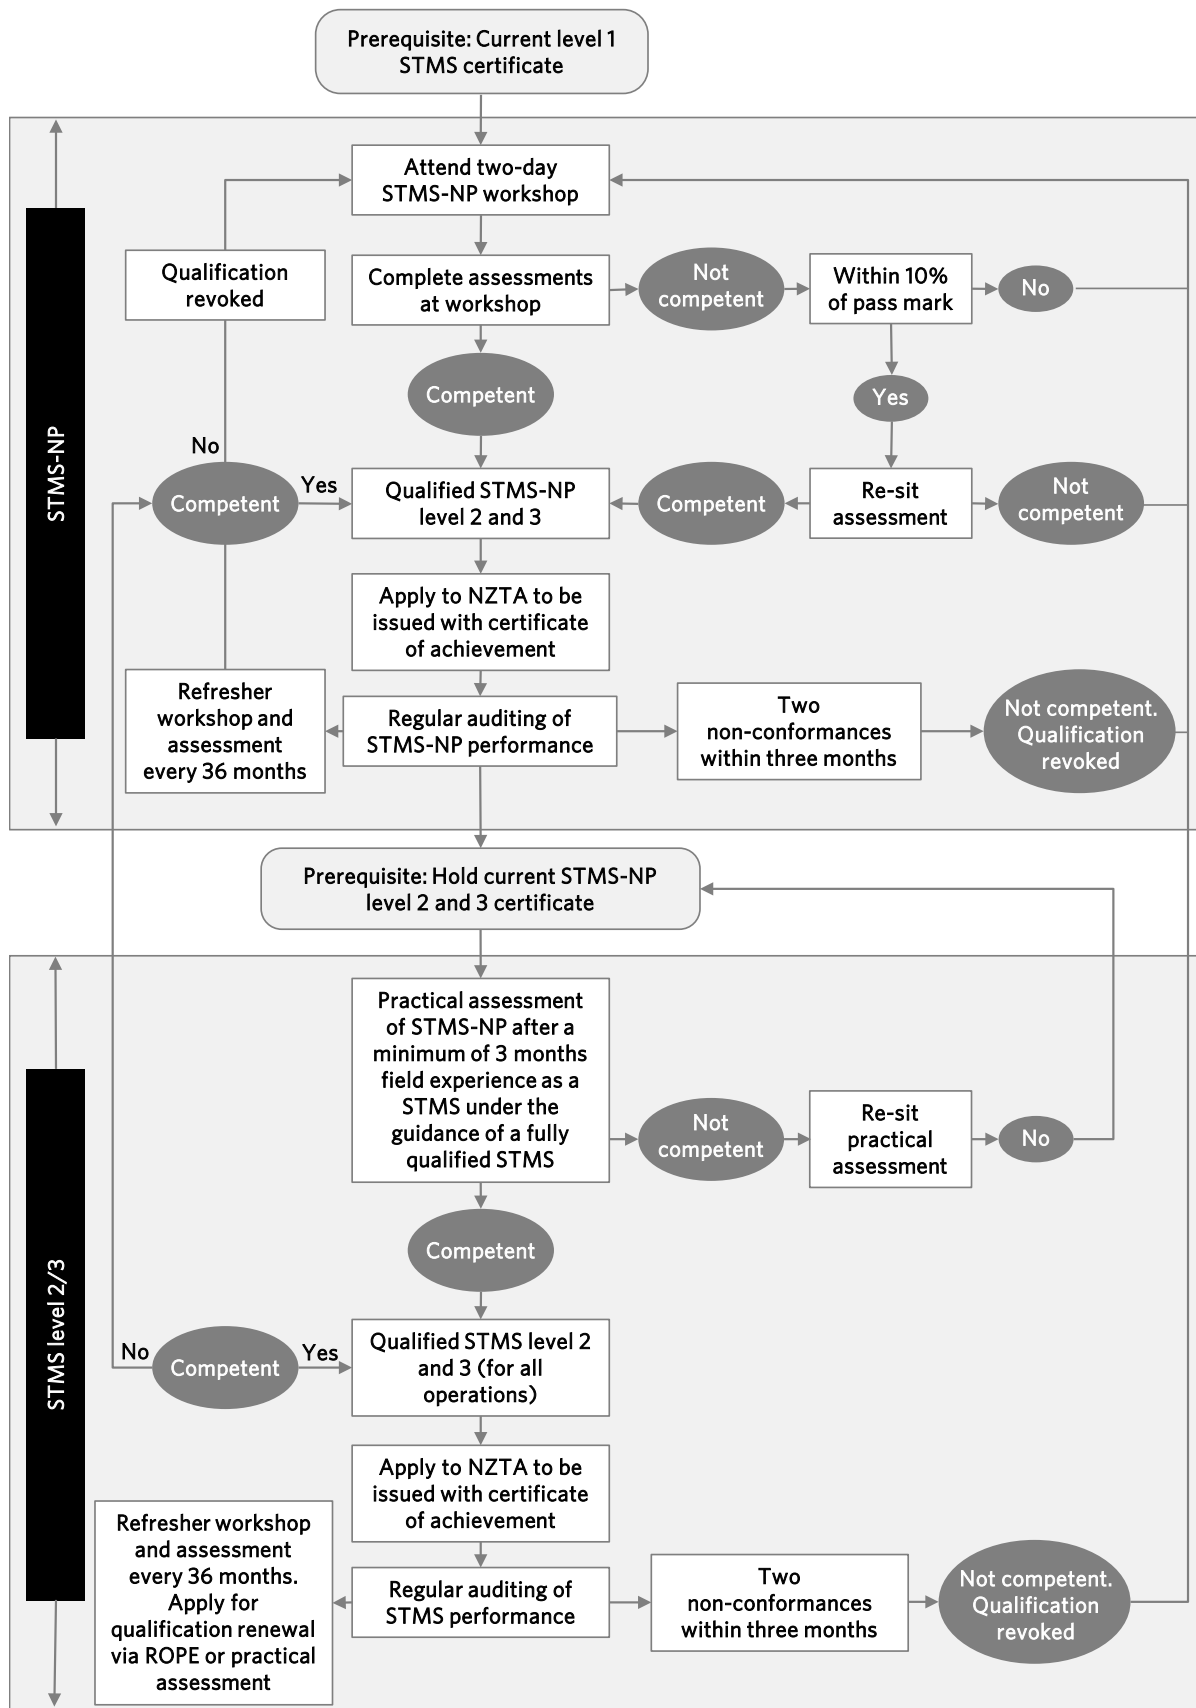 Prerequisite: Current level 1
STMS certificate
STMS-NP
Attend two-day
STMS-NP workshop
Qualification
revoked
Complete assessments
at workshop
Not
competent
Within 10%
of pass mark
No
Competent
Yes
No
Competent
Yes
Qualified STMS-NP
level 2 and 3
Competent
Re-sit
assessment
Not
competent
Apply to NZTA to be
issued with certificate
of achievement
Refresher
workshop and
assessment
every 36 months
Regular auditing of
STMS-NP performance
Two
non-conformances
within three months
Not competent.
Qualification
revoked
Prerequisite: Hold current STMS-NP
level 2 and 3 certificate
STMS level 2/3
Practical assessment
of STMS-NP after a
minimum of 3 months
field experience as a
STMS under the
guidance of a fully
qualified STMS
Not
competent
Re-sit
practical
assessment
No
Competent
No
Competent
Yes
Qualified STMS level 2
and 3 (for all
operations)
Apply to NZTA to be
issued with certificate
of achievement
Refresher workshop
and assessment
every 36 months.
Apply for
qualification renewal
via ROPE or practical
assessment
Regular auditing of
STMS performance
Two
non-conformances
within three months
Not competent.
Qualification
revoked